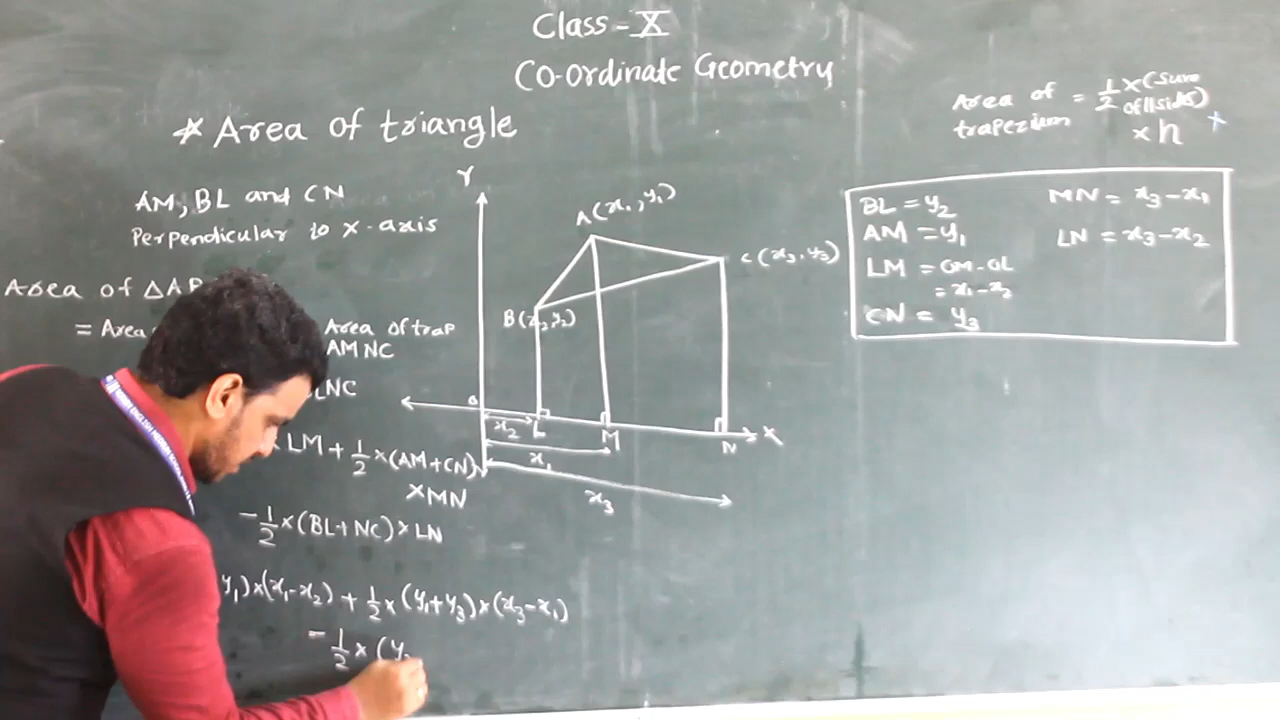 Class-X
Co-ordinate Geometry
* Area of triangle
Area of = 1/2 x (Sum
trapezium of llsides)
x h
AM, BL and CN
Perpendicular to X-axis
Area of △A
= Area
Area of trap
AMNC
LNC
x LM + 1/2 x (AM+CN)
x MN
- 1/2 x (BL+NC) x LN
y₁) x (x₁-x₂) + 1/2 x (y₁+y₃) x (x₃-x₁)
- 1/2 x (y
Y
A(x₁, y₁)
C(x₃, y₃)
B(x₂, y₂)
O
x₂ L M N X
x₁
x₃
BL = y₂
AM = y₁
LM = OM-OL
= x₁-x₂
CN = y₃
MN = x₃-x₁
LN = x₃-x₂